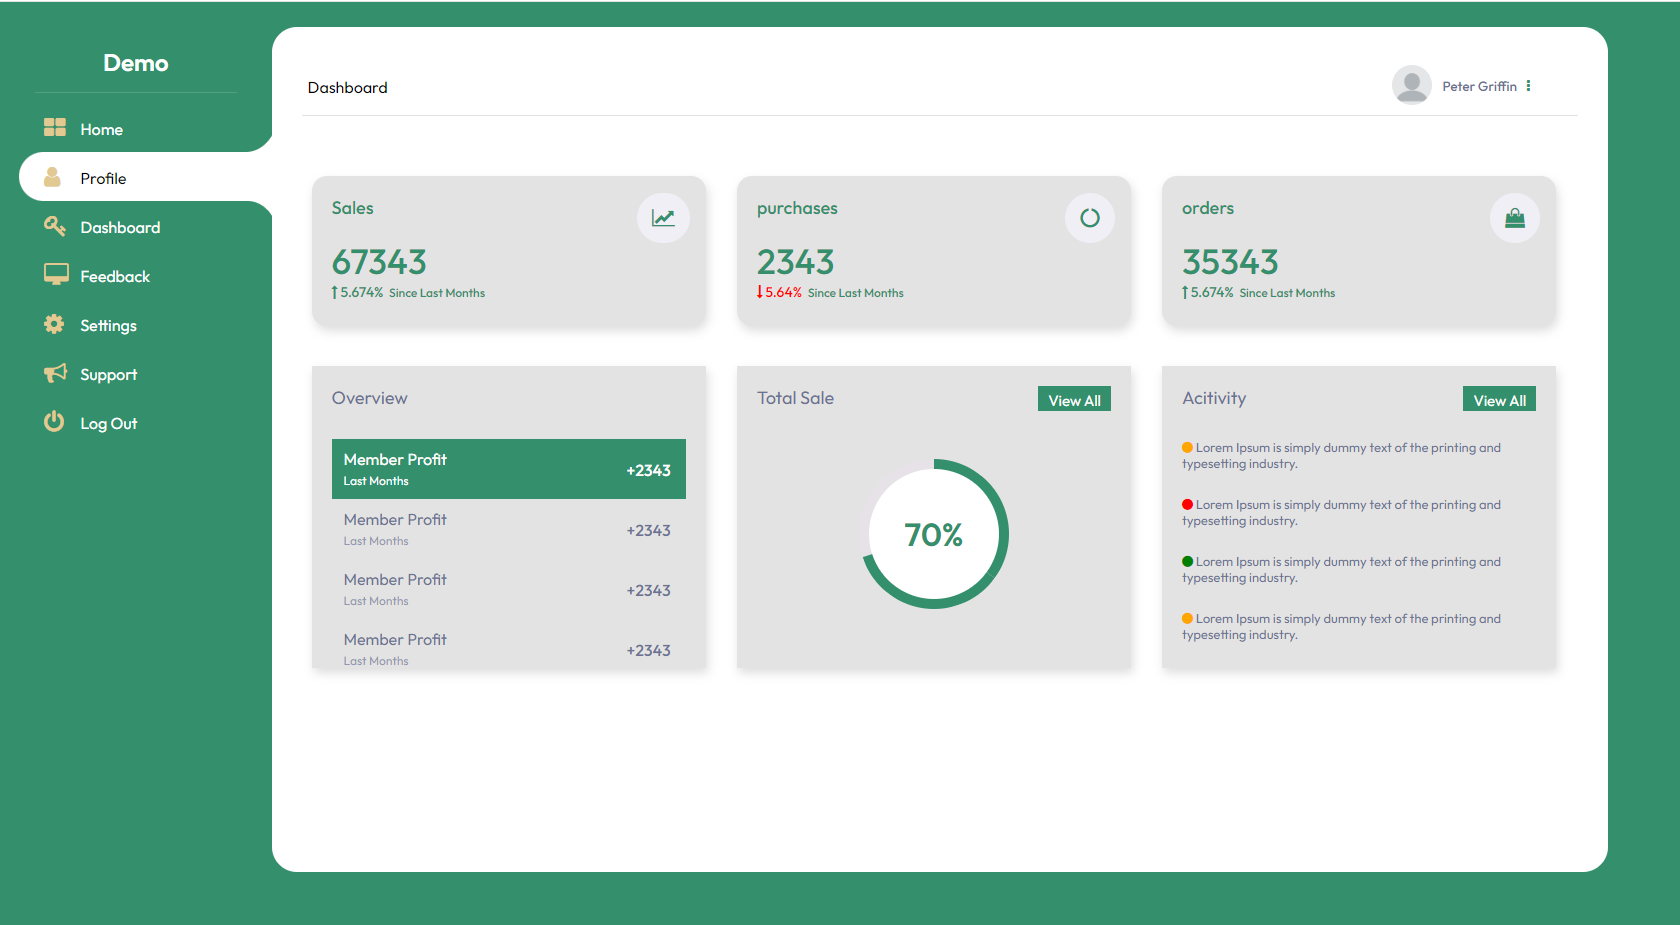 Demo
Home
Profile
Dashboard
Feedback
Settings
Support
Log Out
Dashboard
Peter Griffin
Sales
67343
5.674% Since Last Months
purchases
2343
5.64% Since Last Months
orders
35343
5.674% Since Last Months
Overview
Member Profit
Last Months
+2343
Member Profit
Last Months
+2343
Member Profit
Last Months
+2343
Member Profit
Last Months
+2343
Total Sale
View All
70%
Acitivity
View All
Lorem Ipsum is simply dummy text of the printing and
typesetting industry.
Lorem Ipsum is simply dummy text of the printing and
typesetting industry.
Lorem Ipsum is simply dummy text of the printing and
typesetting industry.
Lorem Ipsum is simply dummy text of the printing and
typesetting industry.